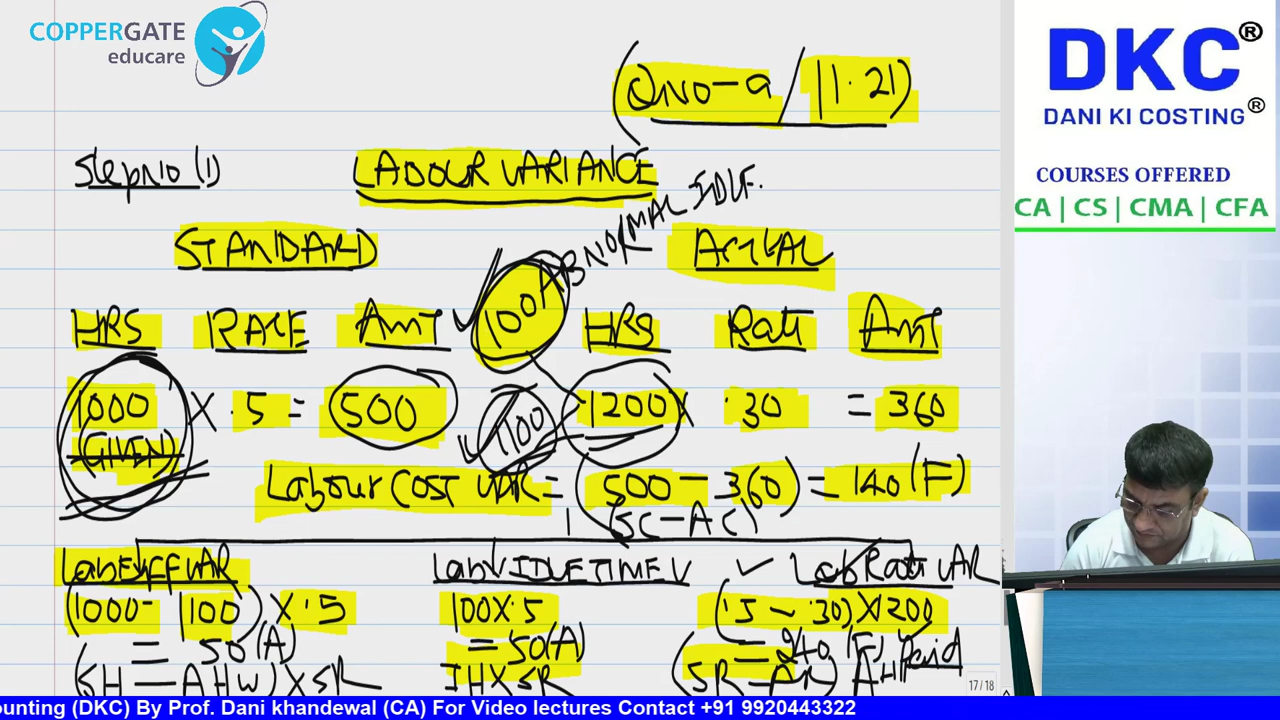 COPPERGATE
educare
(QNO-9/11.21)
Step No (1)
LABOUR VARIANCE
ABNORMAL IDLE.
STANDARD
ACTUAL
HRS RATE AMT 100 HRS Rate AMT
1000 X .5 = 500 1100 1200 X .30 = 360
(GIVEN)
Labour Cost VAR = (500 - 360) = 140 (F)
(SC - AC)
Lab EFF VAR Lab IDLE TIME V Lab Rate VAR
(1000 - 1100) X .5 100 X .5 (.5 - .30) X 1200
= 50 (A) = 50 (A) = 240 (F) Paid
(SH - AHW) X SR IH X SR (SR - AR) AHP
17/18
DKC®
DANI KI COSTING®
COURSES OFFERED
CA | CS | CMA | CFA
ounting (DKC) By Prof. Dani khandewal (CA) For Video lectures Contact +91 9920443322